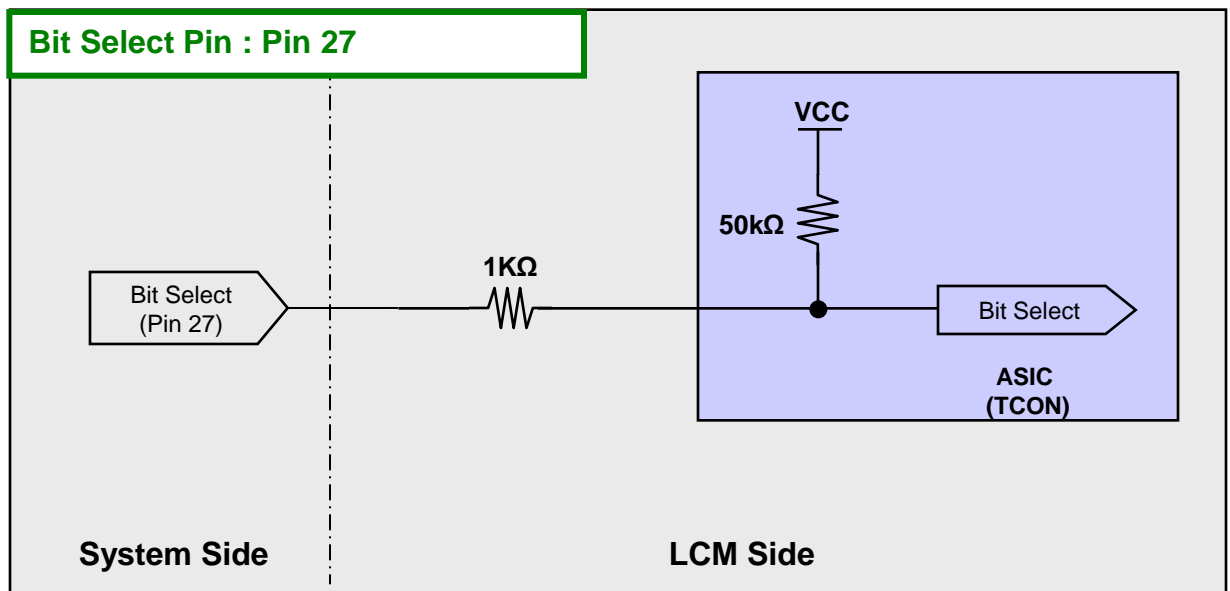 Bit Select Pin : Pin 27
VCC
50kΩ
1KΩ
Bit Select
(Pin 27)
Bit Select
ASIC
(TCON)
System Side
LCM Side